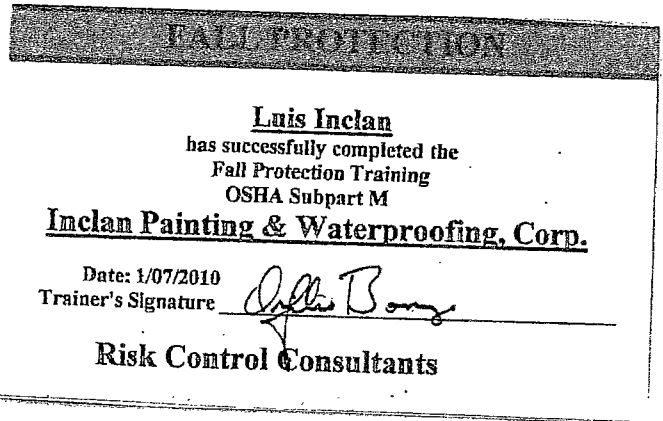 FALL PROTECTION
Luis Inclan
has successfully completed the
Fall Protection Training
OSHA Subpart M
Inclan Painting & Waterproofing, Corp.
Date: 1/07/2010
Trainer's Signature
Risk Control Consultants